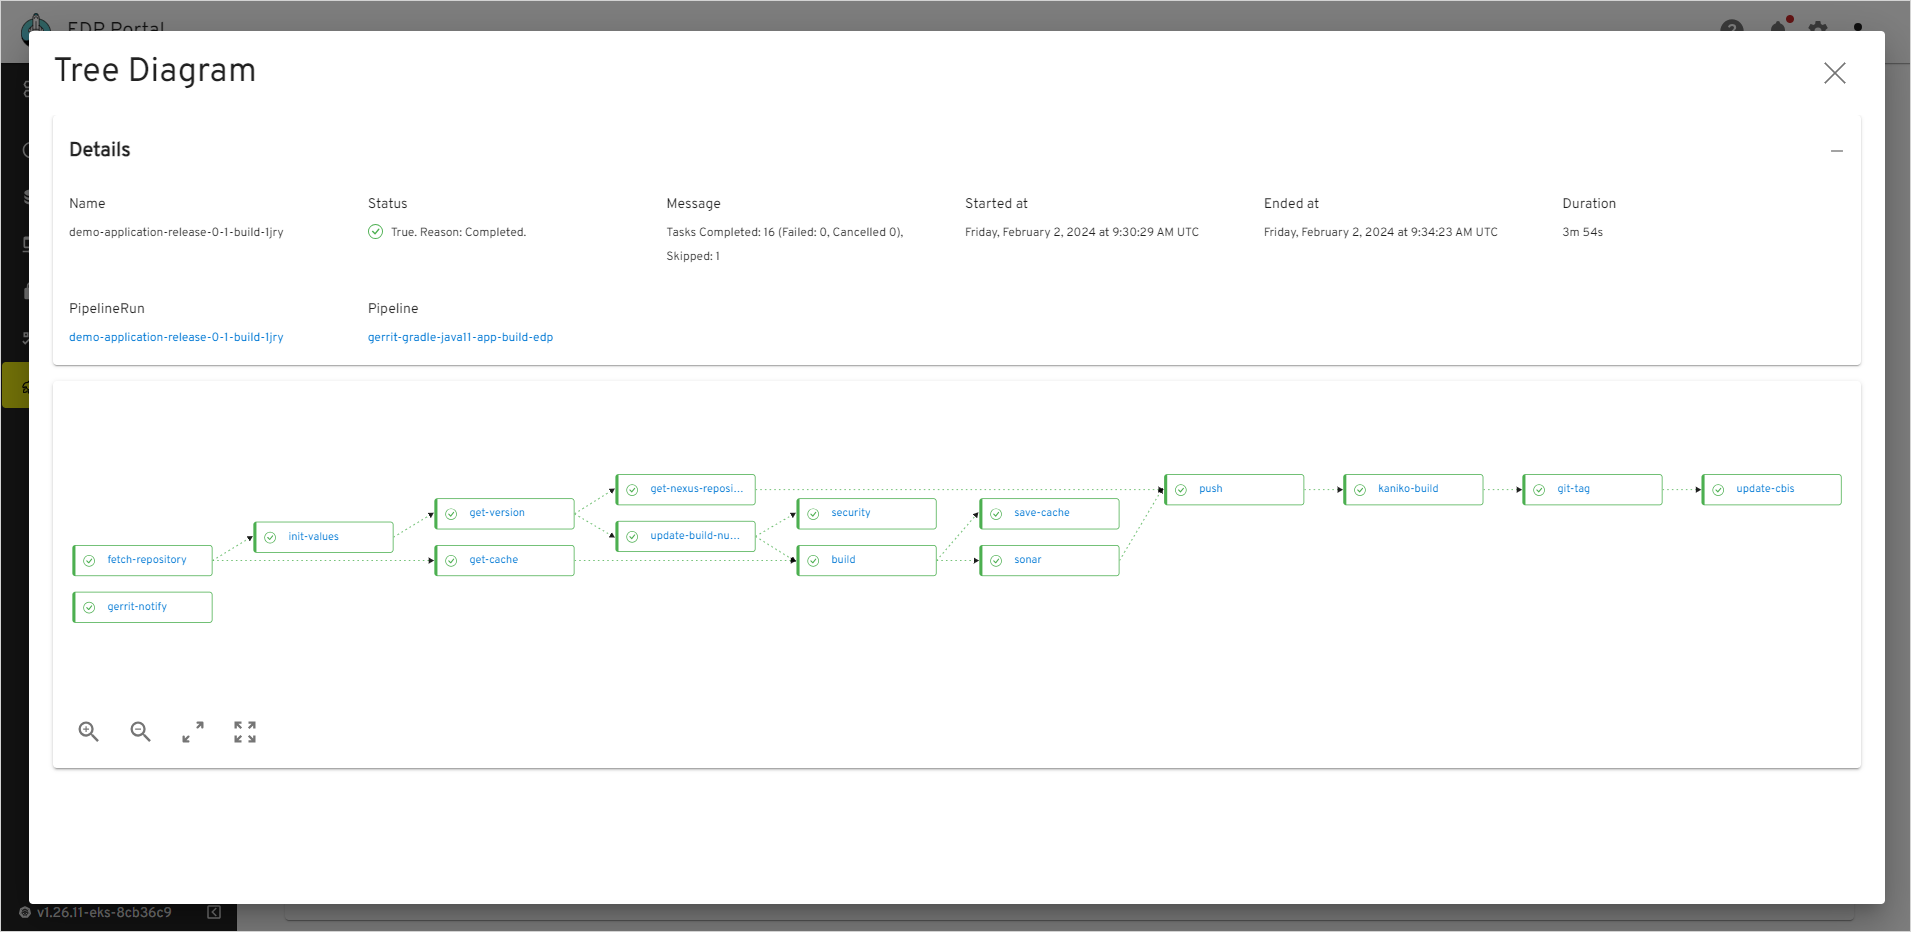 EDP Portal
Tree Diagram
Details
Name
Status
Message
Started at
Ended at
Duration
demo-application-release-0-1-build-1jry
True. Reason: Completed.
Tasks Completed: 16 (Failed: 0, Cancelled 0),
Skipped: 1
Friday, February 2, 2024 at 9:30:29 AM UTC
Friday, February 2, 2024 at 9:34:23 AM UTC
3m 54s
PipelineRun
Pipeline
demo-application-release-0-1-build-1jry
gerrit-gradle-java11-app-build-edp
get-nexus-reposi...
push
kaniko-build
git-tag
update-cbis
get-version
security
save-cache
init-values
update-build-nu...
fetch-repository
get-cache
build
sonar
gerrit-notify
v1.26.11-eks-8cb36c9